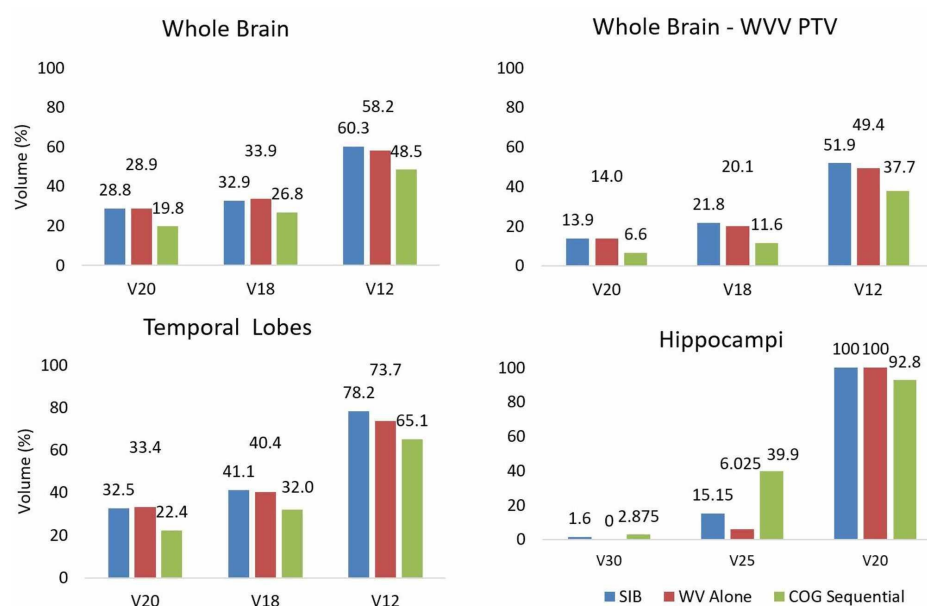 Whole Brain
Volume (%)
100
80
60
40
20
0
28.8
28.9
19.8
32.9
33.9
26.8
60.3
58.2
48.5
V20
V18
V12
Whole Brain - WVV PTV
Volume (%)
100
80
60
40
20
0
13.9
14.0
6.6
21.8
20.1
11.6
51.9
49.4
37.7
V20
V18
V12
Temporal Lobes
Volume (%)
100
80
60
40
20
0
32.5
33.4
22.4
41.1
40.4
32.0
78.2
73.7
65.1
V20
V18
V12
Hippocampi
100
80
60
40
20
0
1.6
0
2.875
15.15
6.025
39.9
100
100
92.8
V30
V25
V20
SIB
WV Alone
COG Sequential